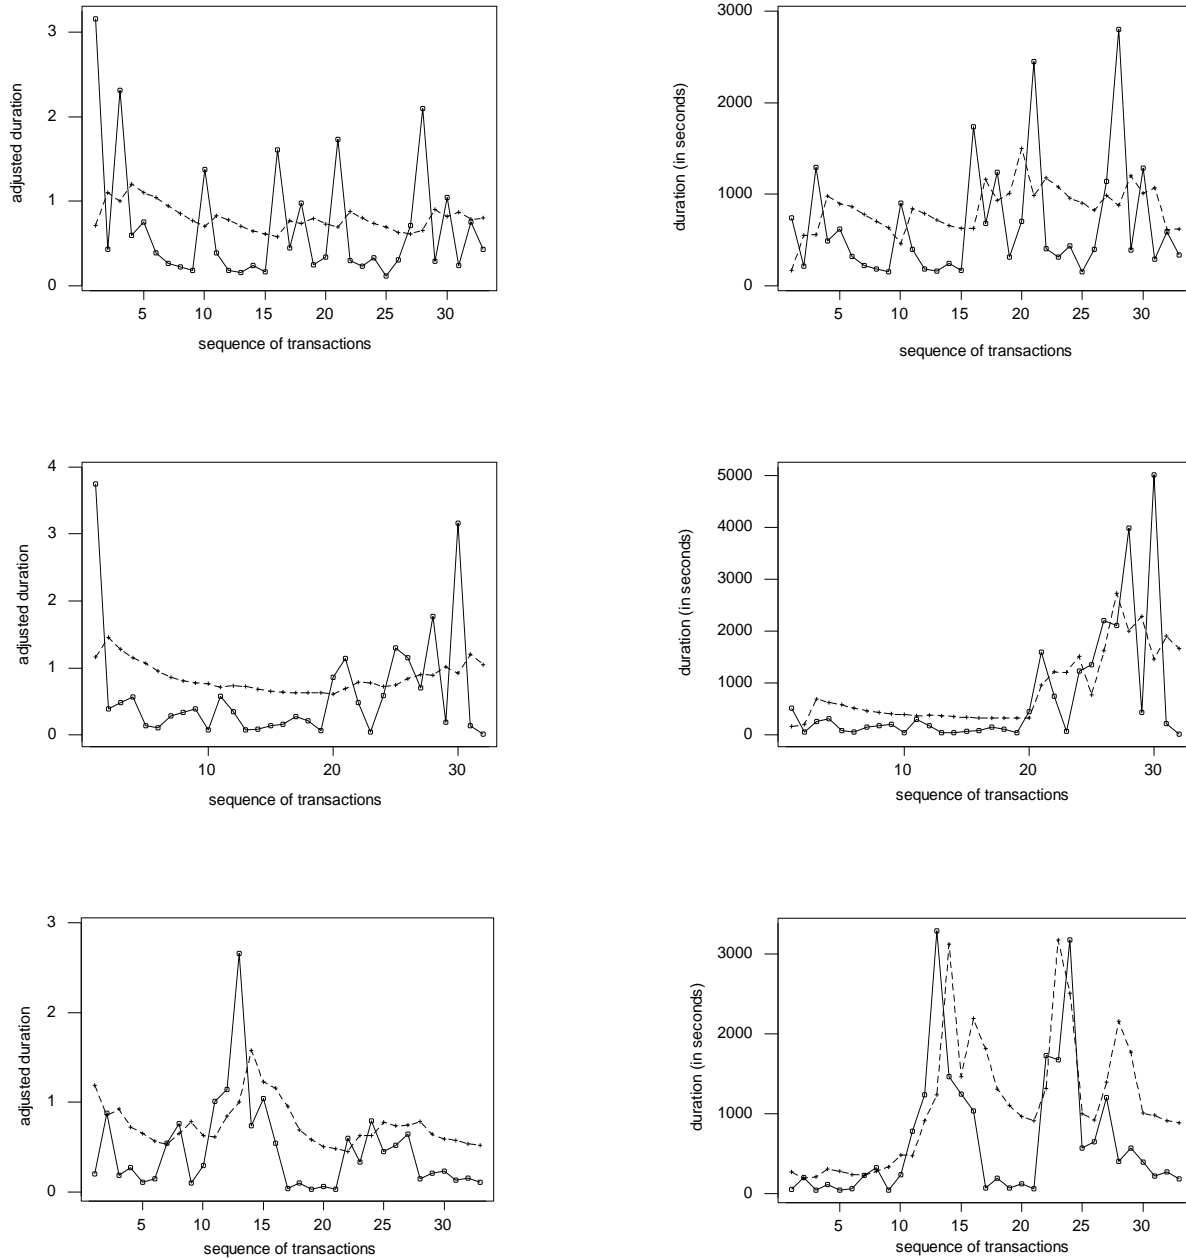 3
2
1
0
adjusted duration
5 10 15 20 25 30
sequence of transactions
3000
2000
1000
0
duration (in seconds)
5 10 15 20 25 30
sequence of transactions
4
3
2
1
0
adjusted duration
10 20 30
sequence of transactions
5000
4000
3000
2000
1000
0
duration (in seconds)
10 20 30
sequence of transactions
3
2
1
0
adjusted duration
5 10 15 20 25 30
sequence of transactions
3000
2000
1000
0
duration (in seconds)
5 10 15 20 25 30
sequence of transactions